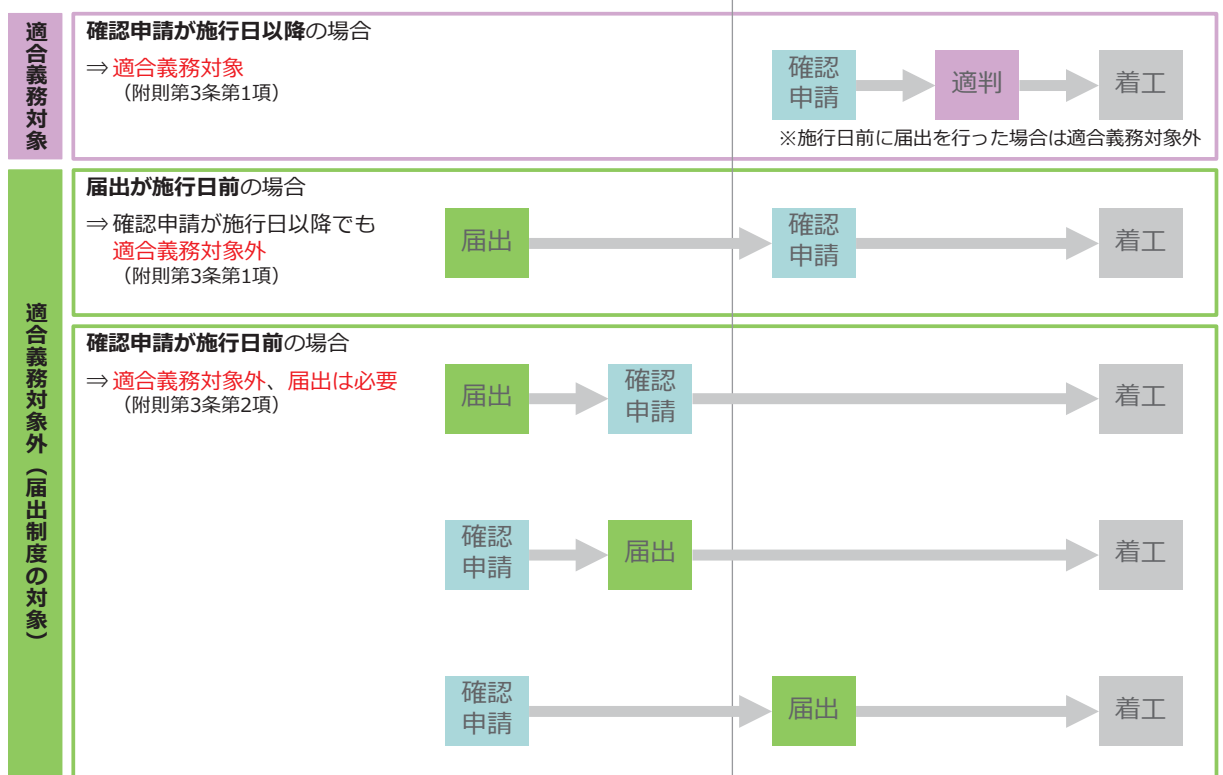 適合義務対象
確認申請が施行日以降の場合
⇒ 適合義務対象
（附則第3条第1項）
確認
申請
適判
着工
※施行日前に届出を行った場合は適合義務対象外
適合義務対象外（届出制度の対象）
届出が施行日前の場合
⇒ 確認申請が施行日以降でも
適合義務対象外
（附則第3条第1項）
届出
確認
申請
着工
確認申請が施行日前の場合
⇒ 適合義務対象外、届出は必要
（附則第3条第2項）
届出
確認
申請
着工
確認
申請
届出
着工
確認
申請
届出
着工